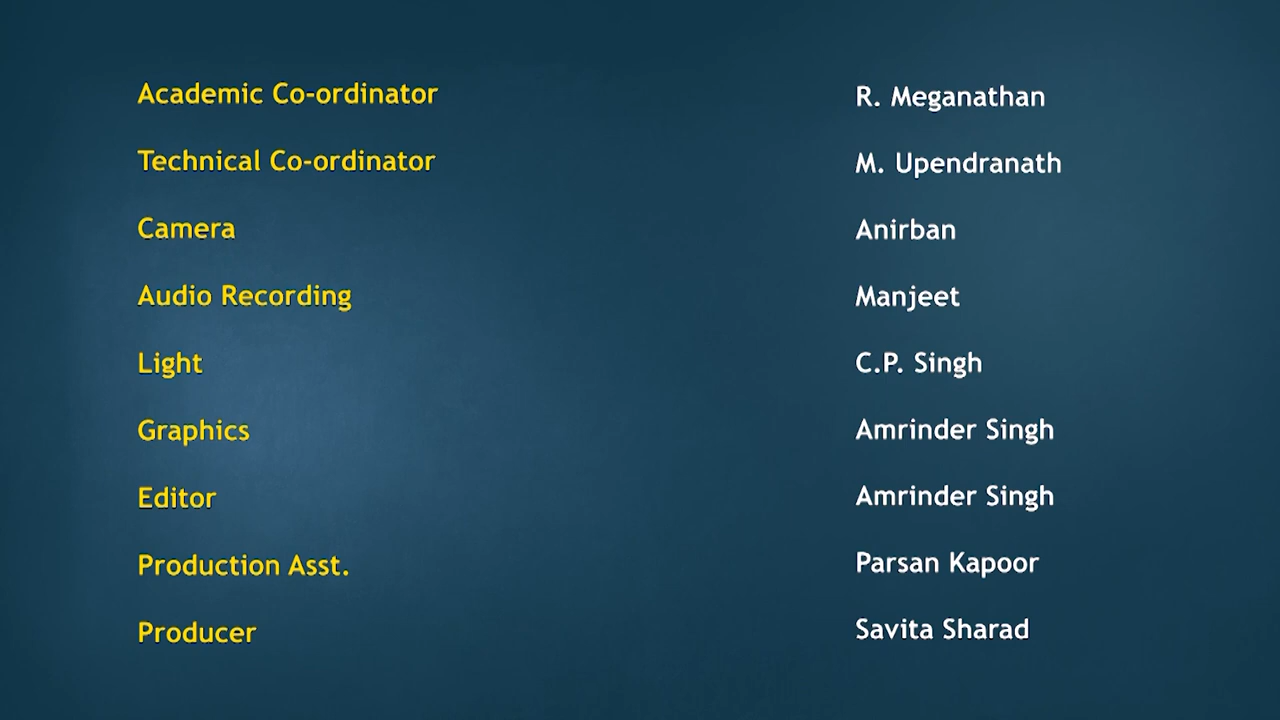 Academic Co-ordinator R. Meganathan
Technical Co-ordinator M. Upendranath
Camera Anirban
Audio Recording Manjeet
Light C.P. Singh
Graphics Amrinder Singh
Editor Amrinder Singh
Production Asst. Parsan Kapoor
Producer Savita Sharad